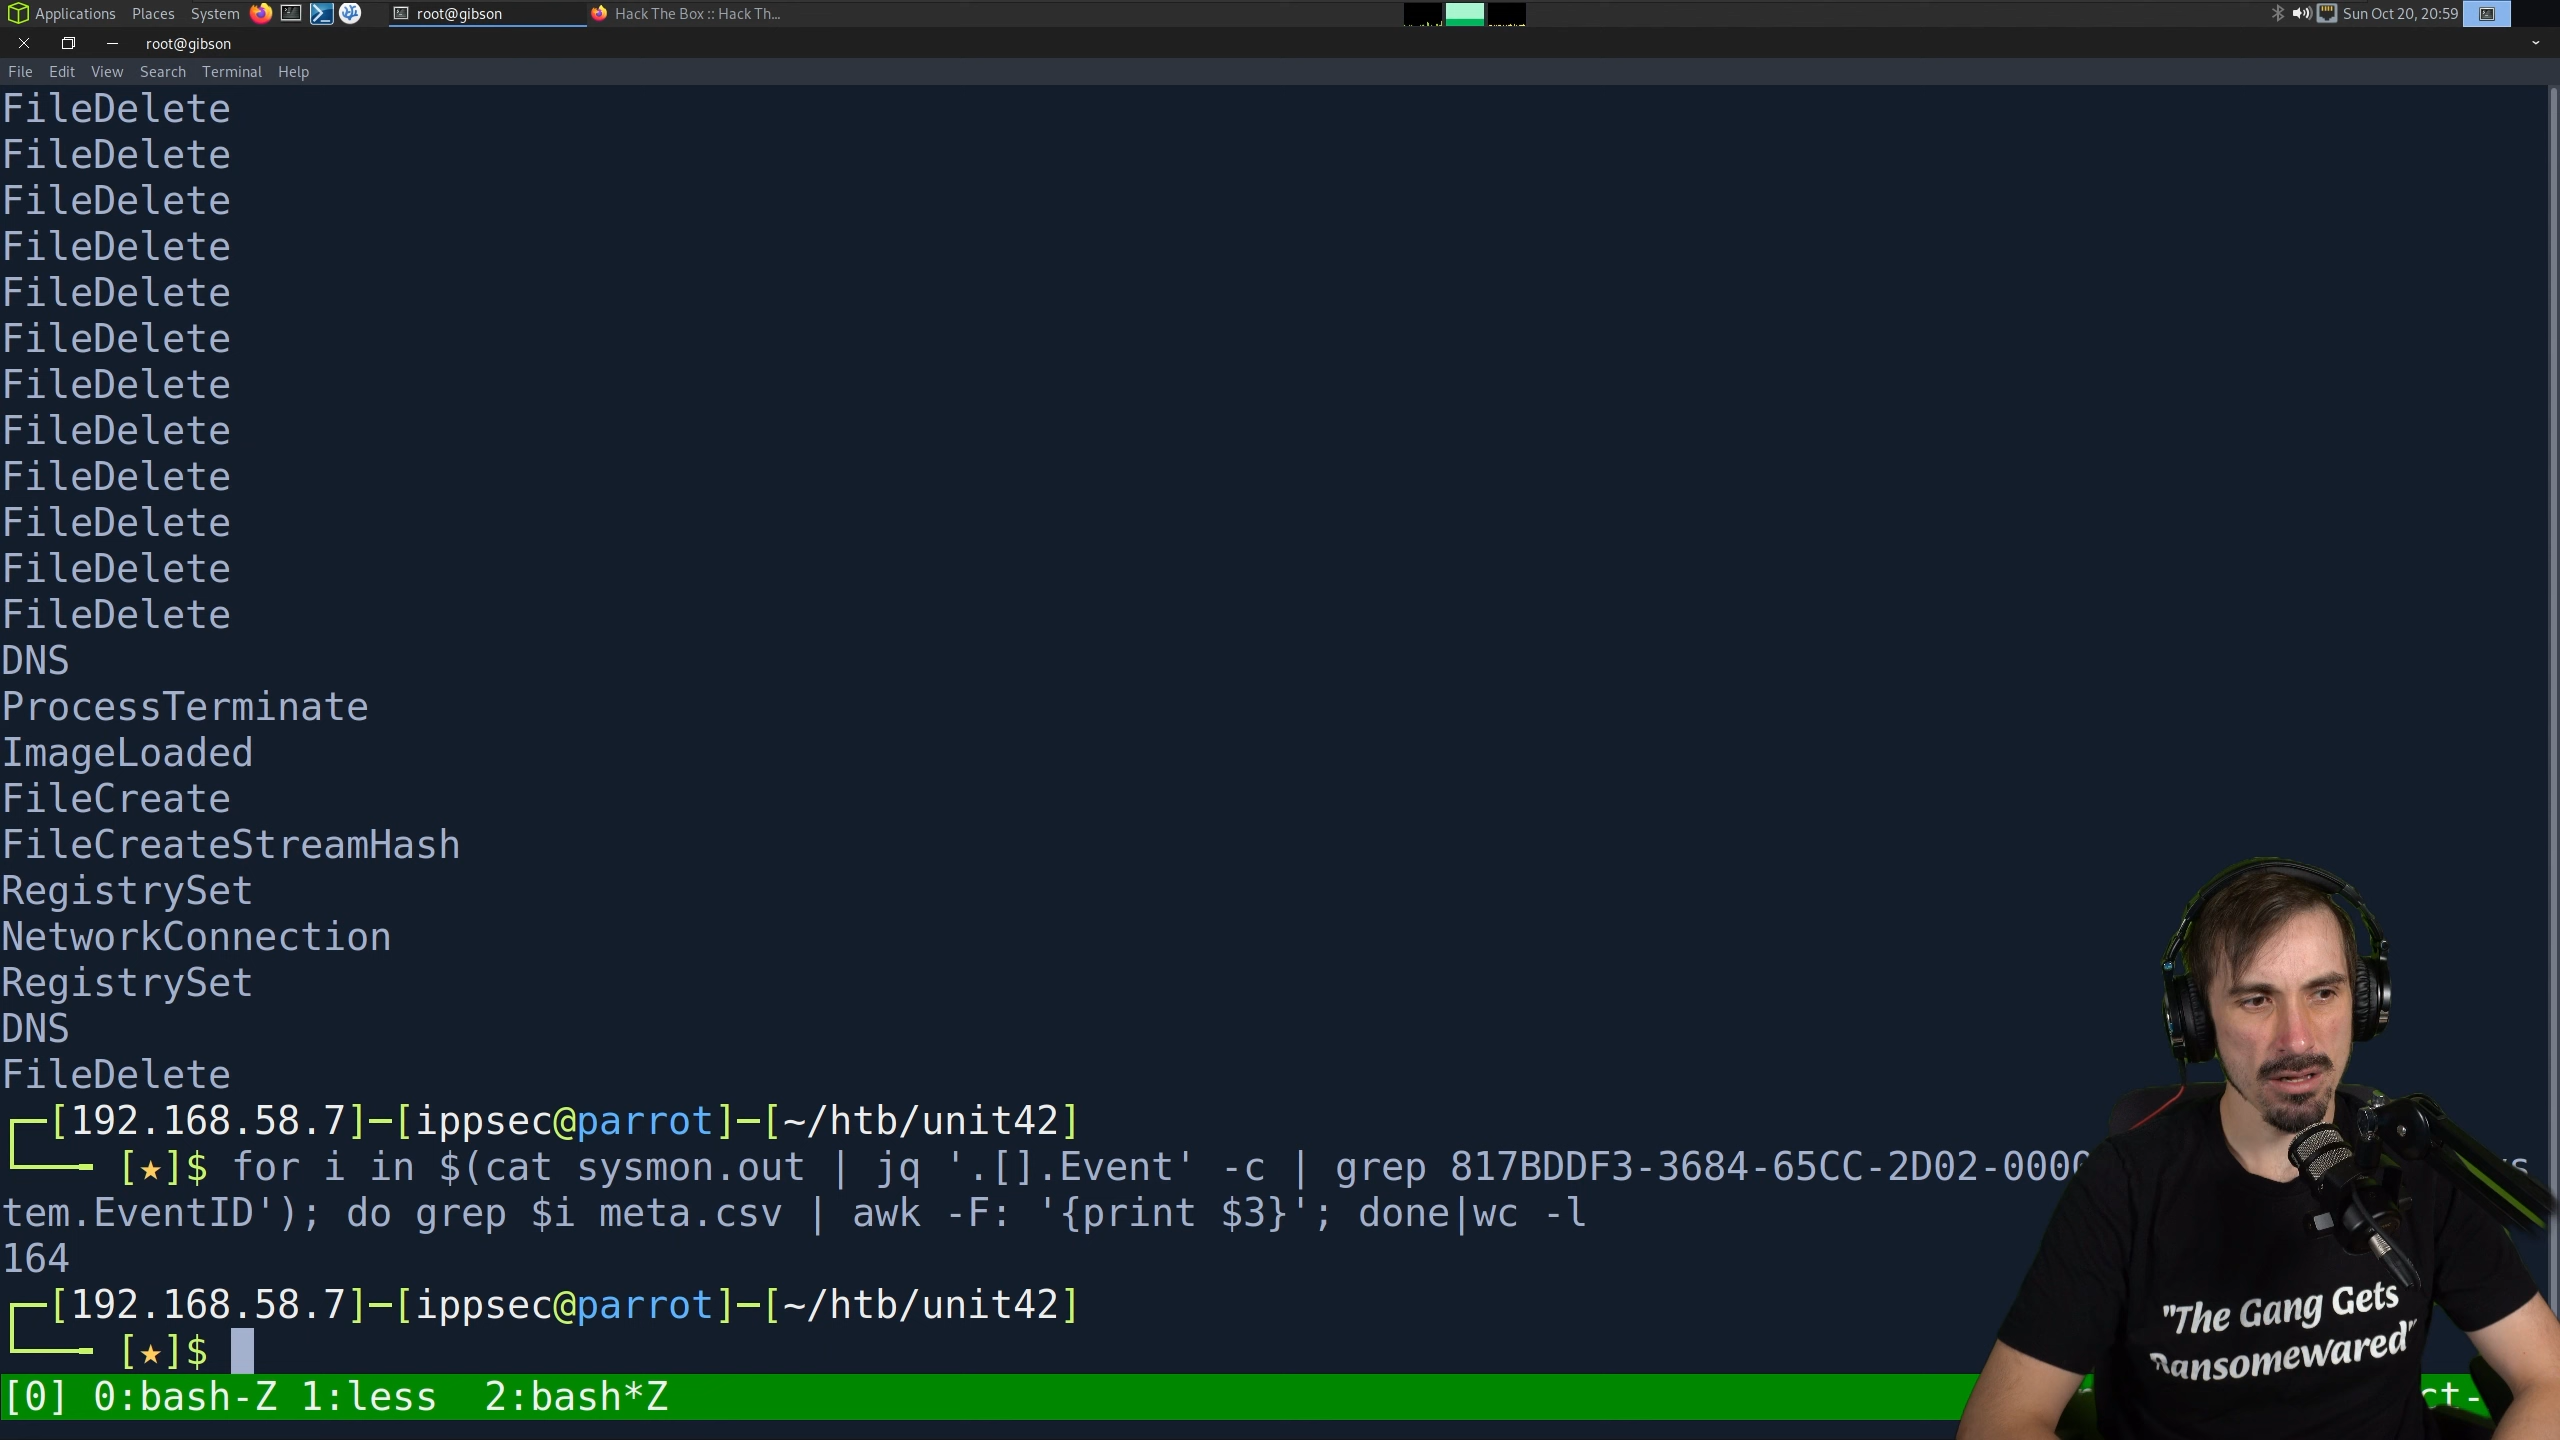 Applications Places System root@gibson Hack The Box :: Hack Th... Sun Oct 20, 20:59
root@gibson
File Edit View Search Terminal Help
FileDelete
FileDelete
FileDelete
FileDelete
FileDelete
FileDelete
FileDelete
FileDelete
FileDelete
FileDelete
FileDelete
FileDelete
DNS
ProcessTerminate
ImageLoaded
FileCreate
FileCreateStreamHash
RegistrySet
NetworkConnection
RegistrySet
DNS
FileDelete
┌─[192.168.58.7]─[ippsec@parrot]─[~/htb/unit42]
└──╼ [★]$ for i in $(cat sysmon.out | jq '.[].Event' -c | grep 817BDDF3-3684-65CC-2D02-0000
tem.EventID'); do grep $i meta.csv | awk -F: '{print $3}'; done|wc -l
164
┌─[192.168.58.7]─[ippsec@parrot]─[~/htb/unit42]
└──╼ [★]$
[0] 0:bash-Z 1:less 2:bash*Z
"The Gang Gets
Ransomewared"